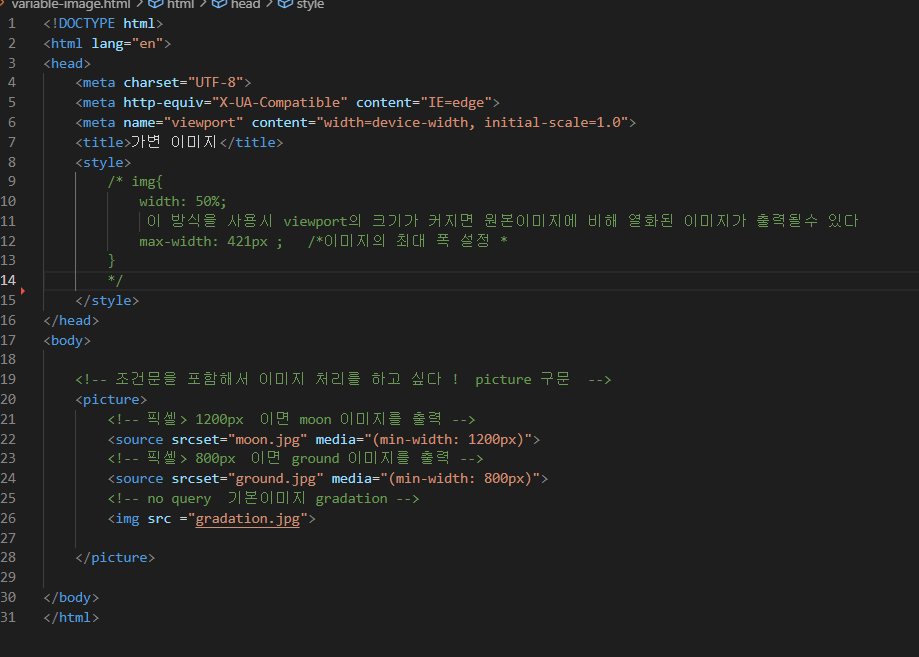 variable-image.html > html > head > style
1 <!DOCTYPE html>
2 <html lang="en">
3 <head>
4     <meta charset="UTF-8">
5     <meta http-equiv="X-UA-Compatible" content="IE=edge">
6     <meta name="viewport" content="width=device-width, initial-scale=1.0">
7     <title>가변 이미지</title>
8     <style>
9         /* img{
10             width: 50%;
11              이 방식을 사용시 viewport의 크기가 커지면 원본이미지에 비해 열화된 이미지가 출력될수 있다
12             max-width: 421px ;   /*이미지의 최대 폭 설정 *
13         }
14         */
15     </style>
16 </head>
17 <body>
18
19     <!-- 조건문을 포함해서 이미지 처리를 하고 싶다 !  picture 구문  -->
20     <picture>
21         <!-- 픽셀> 1200px  이면 moon 이미지를 출력 -->
22         <source srcset="moon.jpg" media="(min-width: 1200px)">
23         <!-- 픽셀> 800px  이면 ground 이미지를 출력 -->
24         <source srcset="ground.jpg" media="(min-width: 800px)">
25         <!-- no query  기본이미지 gradation -->
26         <img src ="gradation.jpg">
27
28     </picture>
29
30 </body>
31 </html>